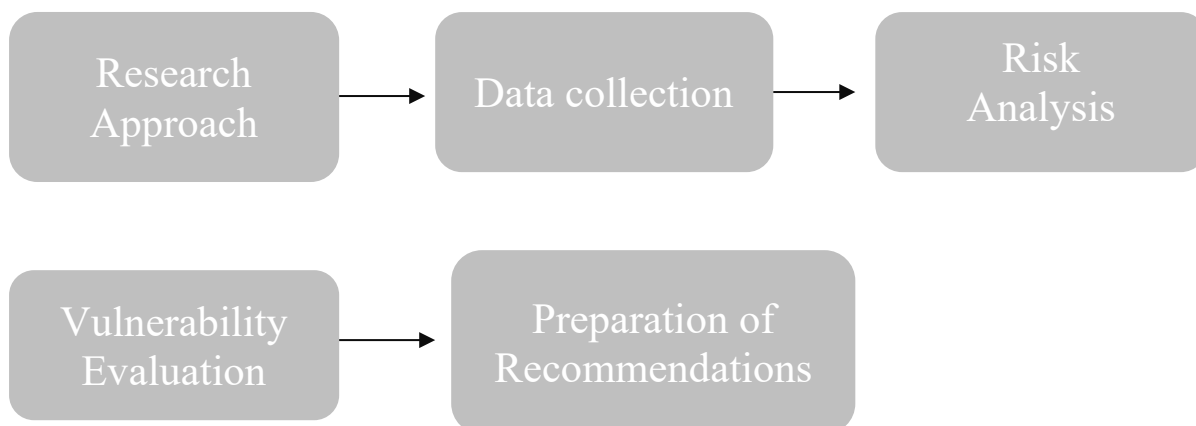 Research
Approach
Data collection
Risk
Analysis
Vulnerability
Evaluation
Preparation of
Recommendations